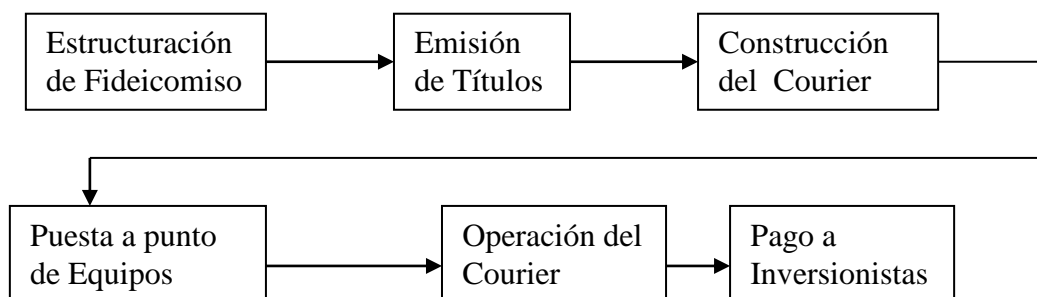 Estructuración
de Fideicomiso
Emisión
de Títulos
Construcción
del Courier
Puesta a punto
de Equipos
Operación del
Courier
Pago a
Inversionistas